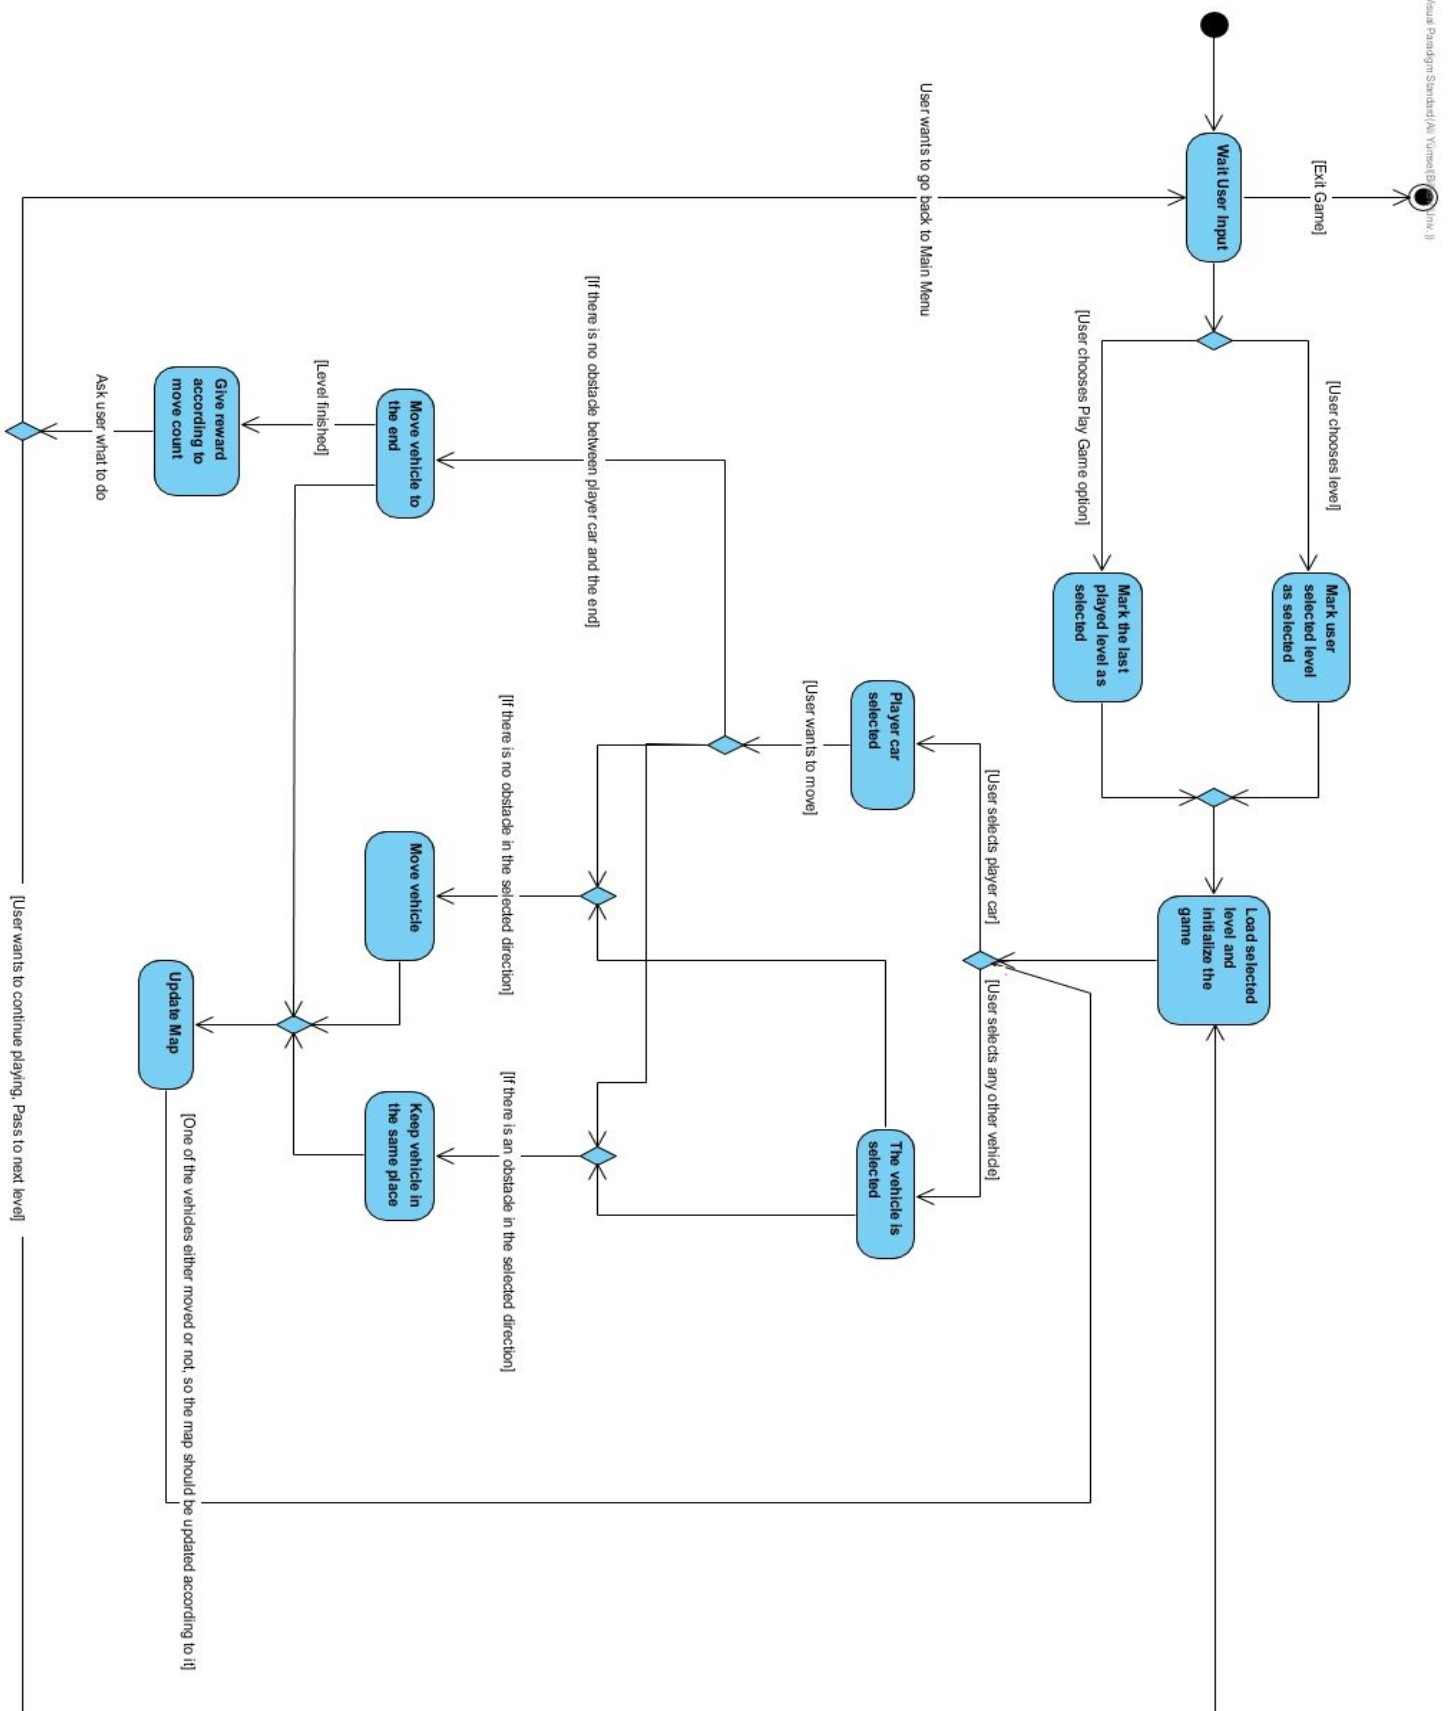 Visual Paradigm Standard(Ali Yümsel(
Univ.))
[Exit Game]
Wait User Input
[User chooses level]
[User chooses Play Game option]
Mark user
selected level
as selected
Mark the last
played level as
selected
Load selected
level and
initialize the
game
User wants to go back to Main Menu
[User selects player car]
[User selects any other vehicle]
Player car
selected
The vehicle is
selected
[User wants to move]
[If there is no obstacle between player car and the end]
[If there is no obstacle in the selected direction]
[If there is an obstacle in the selected direction]
Move vehicle to
the end
Move vehicle
Keep vehicle in
the same place
[Level finished]
Give reward
according to
move count
Update Map
[One of the vehicles either moved or not, so the map should be updated according to it]
Ask user what to do
[User wants to continue playing, Pass to next level]